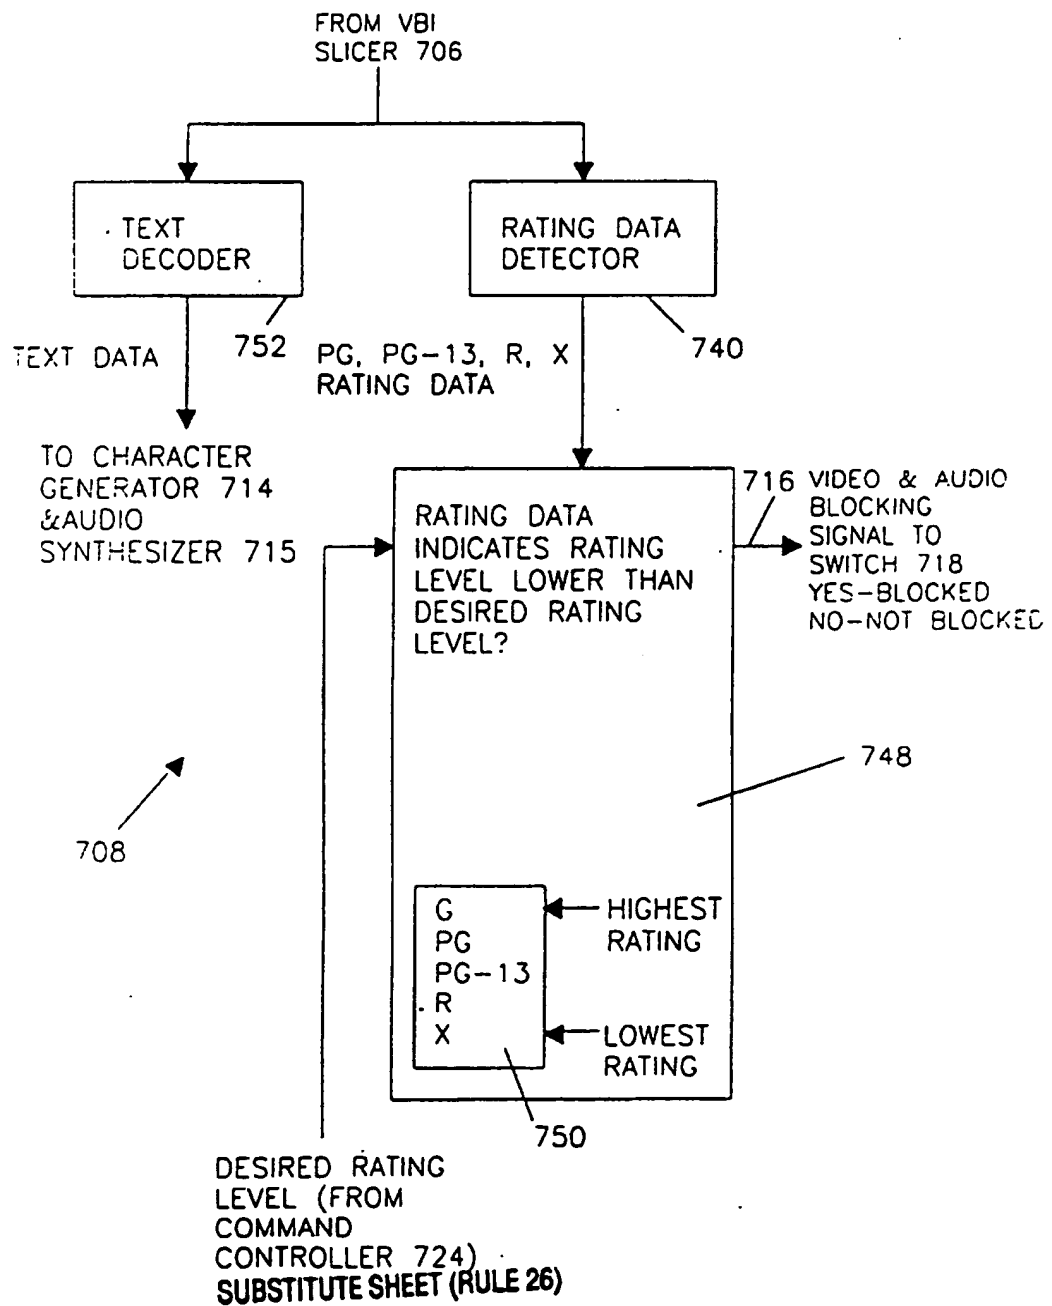 FROM VBI
SLICER 706
TEXT
DECODER
RATING DATA
DETECTOR
752
740
TEXT DATA
PG, PG-13, R, X
RATING DATA
TO CHARACTER
GENERATOR 714
&AUDIO
SYNTHESIZER 715
RATING DATA
INDICATES RATING
LEVEL LOWER THAN
DESIRED RATING
LEVEL?
716
VIDEO & AUDIO
BLOCKING
SIGNAL TO
SWITCH 718
YES-BLOCKED
NO-NOT BLOCKED
748
708
G
PG
PG-13
R
X
HIGHEST
RATING
LOWEST
RATING
750
DESIRED RATING
LEVEL (FROM
COMMAND
CONTROLLER 724)
SUBSTITUTE SHEET (RULE 26)